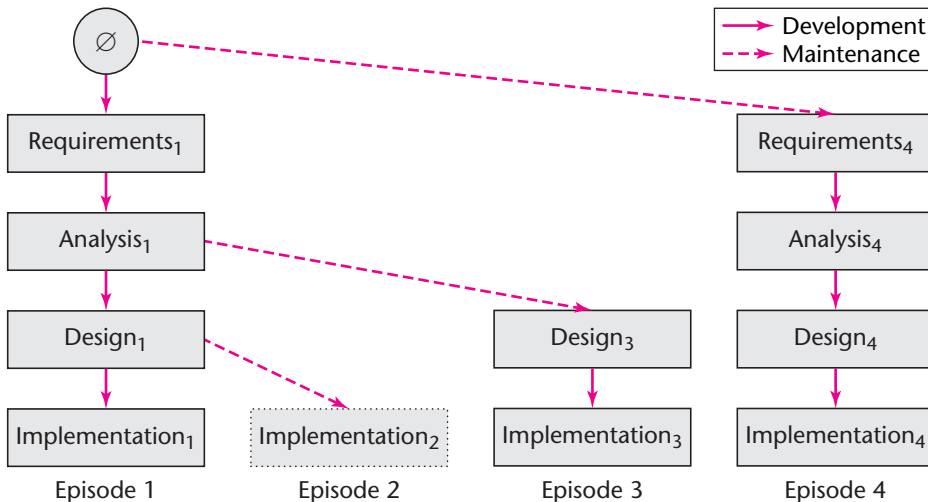 ∅
Development
Maintenance
Requirements₁
Requirements₄
Analysis₁
Analysis₄
Design₁
Design₃
Design₄
Implementation₁
Implementation₂
Implementation₃
Implementation₄
Episode 1
Episode 2
Episode 3
Episode 4